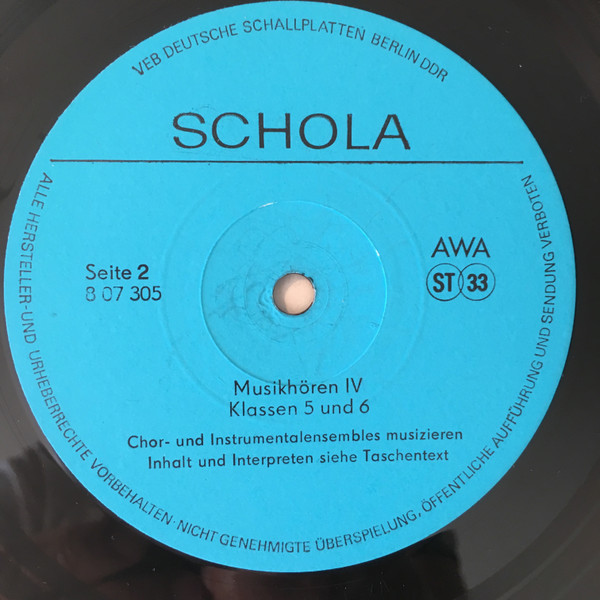 VEB DEUTSCHE SCHALLPLATTEN BERLIN DDR
SCHOLA
Seite 2
8 07 305
AWA
ST 33
Musikhören IV
Klassen 5 und 6
Chor- und Instrumentalensembles musizieren
Inhalt und Interpreten siehe Taschentext
ALLE HERSTELLER-UND URHEBERRECHTE VORBEHALTEN·NICHT GENEHMIGTE ÜBERSPIELUNG, ÖFFENTLICHE AUFFÜHRUNG UND SENDUNG VERBOTEN